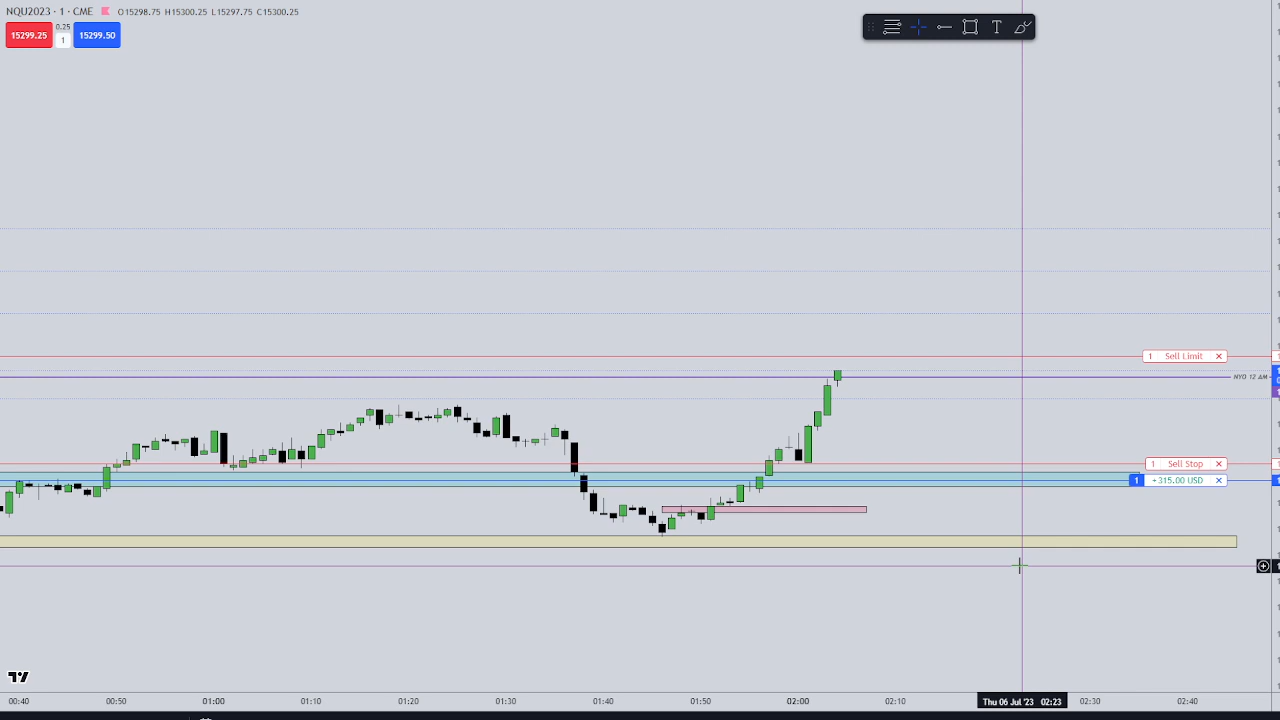 NQU2023 · 1 · CME O15298.75 H15300.25 L15297.75 C15300.25
15299.25 0.25 1 15299.50
T
1 Sell Limit ×
NYO 12 AM
1 Sell Stop ×
1 +315.00 USD ×
00:40 00:50 01:00 01:10 01:20 01:30 01:40 01:50 02:00 02:10 Thu 06 Jul '23 02:23 02:30 02:40